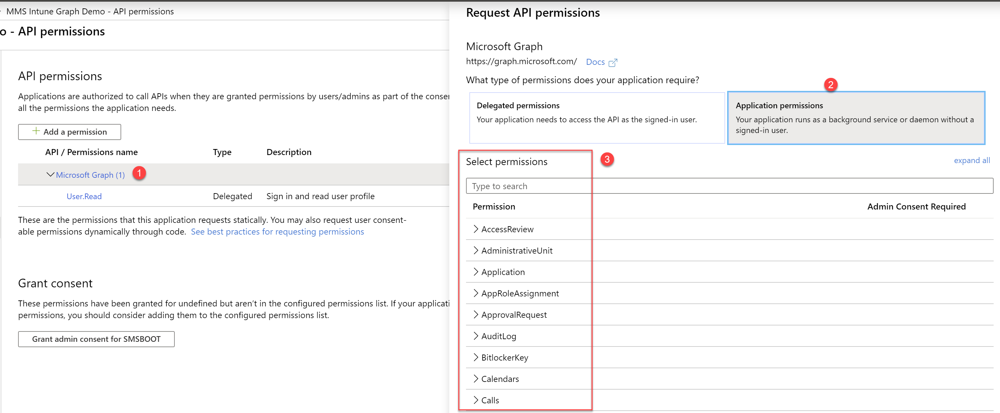 MMS Intune Graph Demo - API permissions
o - API permissions
API permissions
Applications are authorized to call APIs when they are granted permissions by users/admins as part of the conser
all the permissions the application needs.
Add a permission
API / Permissions name Type Description
Microsoft Graph (1) 1
User.Read Delegated Sign in and read user profile
These are the permissions that this application requests statically. You may also request user consent-
able permissions dynamically through code. See best practices for requesting permissions
Grant consent
These permissions have been granted for undefined but aren't in the configured permissions list. If your applicati
permissions, you should consider adding them to the configured permissions list.
Grant admin consent for SMSBOOT
Request API permissions
Microsoft Graph
https://graph.microsoft.com/ Docs
What type of permissions does your application require?
2
Delegated permissions
Your application needs to access the API as the signed-in user.
Application permissions
Your application runs as a background service or daemon without a
signed-in user.
Select permissions 3 expand all
Type to search
Permission Admin Consent Required
AccessReview
AdministrativeUnit
Application
AppRoleAssignment
ApprovalRequest
AuditLog
BitlockerKey
Calendars
Calls